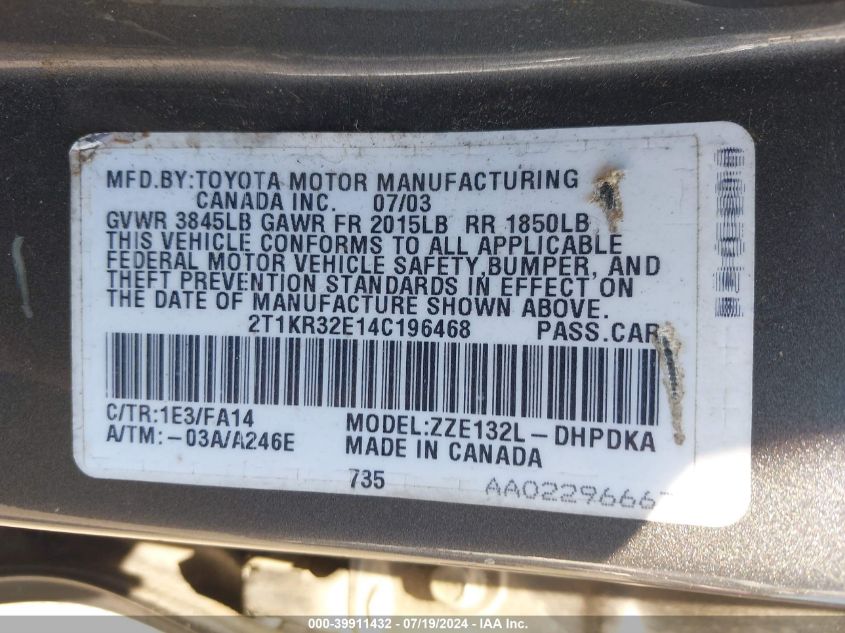 MFD.BY:TOYOTA MOTOR MANUFACTURING
CANADA INC. 07/03
GVWR 3845LB GAWR FR 2015LB RR 1850LB
THIS VEHICLE CONFORMS TO ALL APPLICABLE
FEDERAL MOTOR VEHICLE SAFETY,BUMPER, AND
THEFT PREVENTION STANDARDS IN EFFECT ON
THE DATE OF MANUFACTURE SHOWN ABOVE.
2T1KR32E14C196468 PASS.CAR
C/TR:1E3/FA14 MODEL:ZZE132L-DHPDKA
A/TM:-03A/A246E MADE IN CANADA
735
000-39911432 - 07/19/2024 - IAA, Inc.